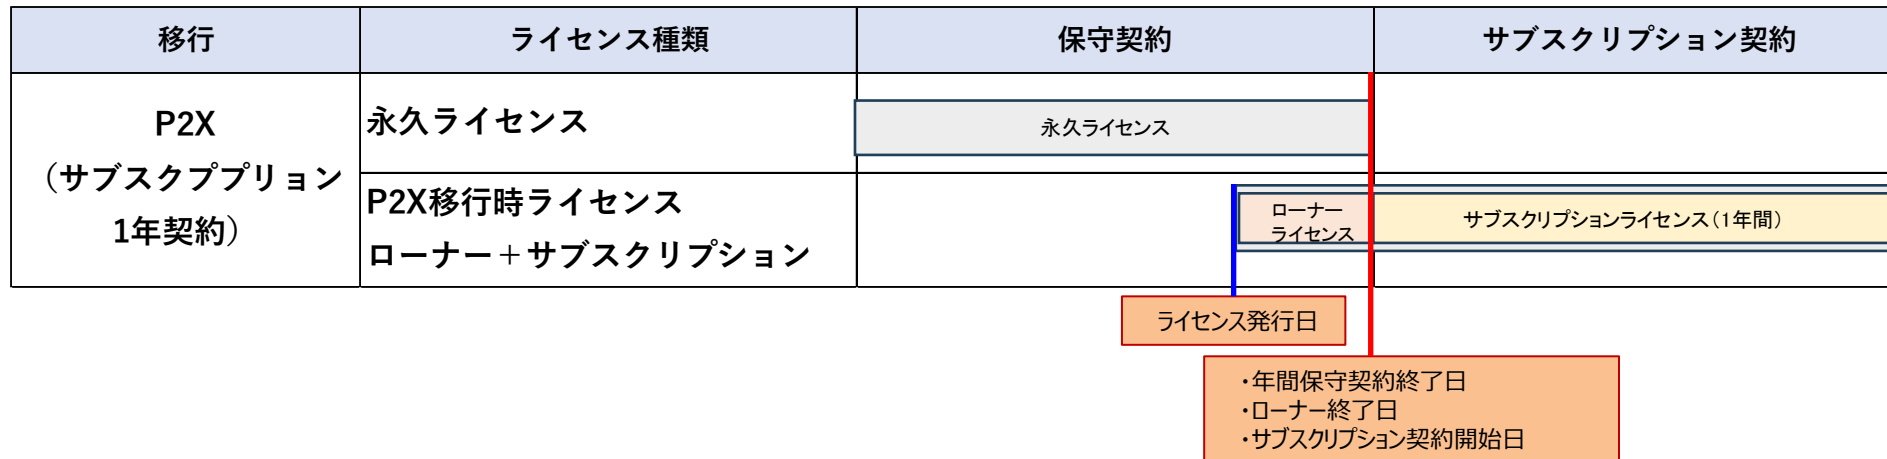 移行
ライセンス種類
保守契約
サブスクリプション契約
P2X
（サブスクププリョン
1年契約）
永久ライセンス
永久ライセンス
P2X移行時ライセンス
ローナー＋サブスクリプション
ローナー
ライセンス
サブスクリプションライセンス（1年間）
ライセンス発行日
・年間保守契約終了日
・ローナー終了日
・サブスクリプション契約開始日